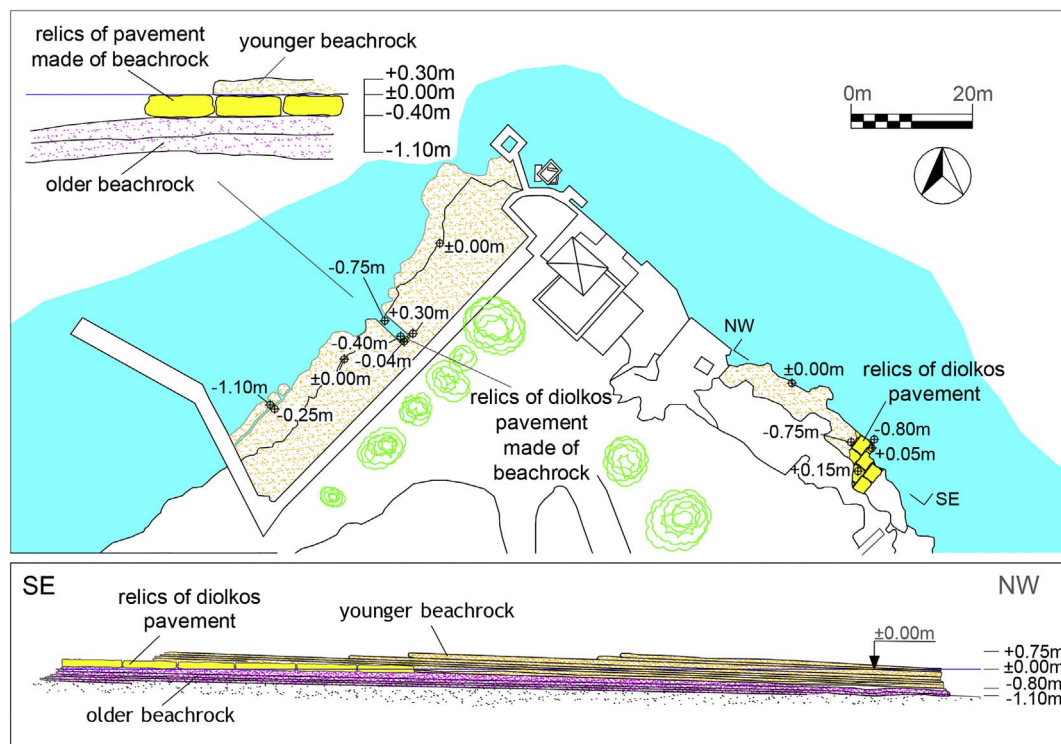 relics of pavement
made of beachrock
younger beachrock
+0.30m
±0.00m
-0.40m
-1.10m
older beachrock
0m 20m
±0.00m
-0.75m
+0.30m
-0.40m
-0.04m
±0.00m
-1.10m
-0.25m
relics of diolkos
pavement
made of
beachrock
NW
±0.00m
relics of diolkos
pavement
-0.75m
-0.80m
+0.05m
+0.15m
SE
SE
NW
relics of diolkos
pavement
younger beachrock
±0.00m
+0.75m
±0.00m
-0.80m
-1.10m
older beachrock